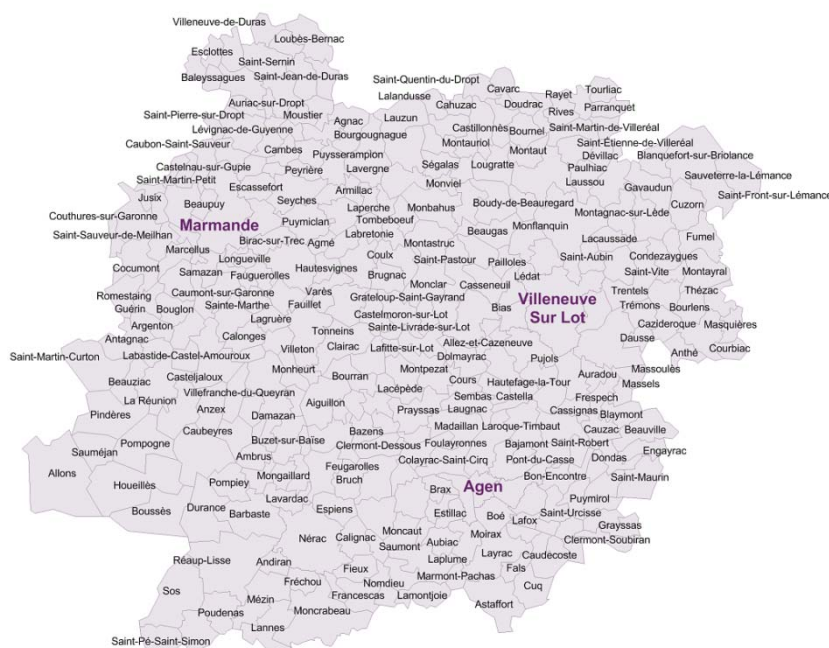 Villeneuve-de-Duras
Loubès-Bernac
Esclottes
Saint-Sernin
Baleyssagues
Saint-Jean-de-Duras
Saint-Quentin-du-Dropt
Cavarc
Rayet
Tourliac
Lalandusse
Cahuzac
Doudrac
Parranquet
Auriac-sur-Dropt
Rives
Saint-Pierre-sur-Dropt
Moustier
Agnac
Lauzun
Lévignac-de-Guyenne
Bourgougnague
Castillonnès
Bournel
Saint-Martin-de-Villeréal
Caubon-Saint-Sauveur
Cambes
Puysserampion
Montauriol
Montaut
Saint-Étienne-de-Villeréal
Dévillac
Blanquefort-sur-Briolance
Castelnau-sur-Gupie
Peyrière
Lavergne
Ségalas
Lougratte
Paulhiac
Sauveterre-la-Lémance
Saint-Martin-Petit
Escassefort
Armillac
Monviel
Laussou
Gavaudun
Saint-Front-sur-Lémance
Jusix
Beaupuy
Seyches
Laperche
Monbahus
Boudy-de-Beauregard
Montagnac-sur-Lède
Cuzorn
Couthures-sur-Garonne
Marmande
Puymiclan
Tombeboeuf
Beaugas
Monflanquin
Saint-Sauveur-de-Meilhan
Birac-sur-Trec
Agmé
Labretonie
Lacaussade
Fumel
Marcellus
Longueville
Coulx
Montastruc
Saint-Pastour
Pailloles
Saint-Aubin
Condezaygues
Cocumont
Samazan
Fauguerolles
Hautesvignes
Brugnac
Monclar
Casseneuil
Lédat
Saint-Vite
Montayral
Romestaing
Caumont-sur-Garonne
Varès
Grateloup-Saint-Gayrand
Villeneuve
Sur Lot
Trentels
Thézac
Guérin
Bouglon
Sainte-Marthe
Fauillet
Castelmoron-sur-Lot
Bias
Trémons
Bourlens
Argenton
Lagruère
Tonneins
Sainte-Livrade-sur-Lot
Cazideroque
Masquières
Antagnac
Calonges
Clairac
Allez-et-Cazeneuve
Dausse
Saint-Martin-Curton
Labastide-Castel-Amouroux
Villeton
Lafitte-sur-Lot
Dolmayrac
Pujols
Anthé
Courbiac
Monheurt
Montpezat
Massoulès
Beauziac
Casteljaloux
Bourran
Cours
Hautefage-la-Tour
Auradou
Massels
Villefranche-du-Queyran
Lacépède
Sembas
Castella
Frespech
La Réunion
Anzex
Aiguillon
Prayssas
Laugnac
Cassignas
Blaymont
Pindères
Damazan
Madaillan
Laroque-Timbaut
Cauzac
Beauville
Caubeyres
Bazens
Pompogne
Buzet-sur-Baïse
Clermont-Dessous
Foulayronnes
Bajamont
Saint-Robert
Engayrac
Sauméjan
Ambrus
Colayrac-Saint-Cirq
Pont-du-Casse
Dondas
Allons
Feugarolles
Mongaillard
Bruch
Bon-Encontre
Saint-Maurin
Houeillès
Pompiey
Agen
Brax
Lavardac
Puymirol
Boussès
Durance
Barbaste
Espiens
Estillac
Boé
Lafox
Saint-Urcisse
Grayssas
Nérac
Calignac
Moncaut
Moirax
Clermont-Soubiran
Saumont
Aubiac
Layrac
Caudecoste
Réaup-Lisse
Andiran
Fieux
Laplume
Fals
Sos
Fréchou
Nomdieu
Marmont-Pachas
Cuq
Mézin
Francescas
Lamontjoie
Poudenas
Moncrabeau
Astaffort
Lannes
Saint-Pé-Saint-Simon